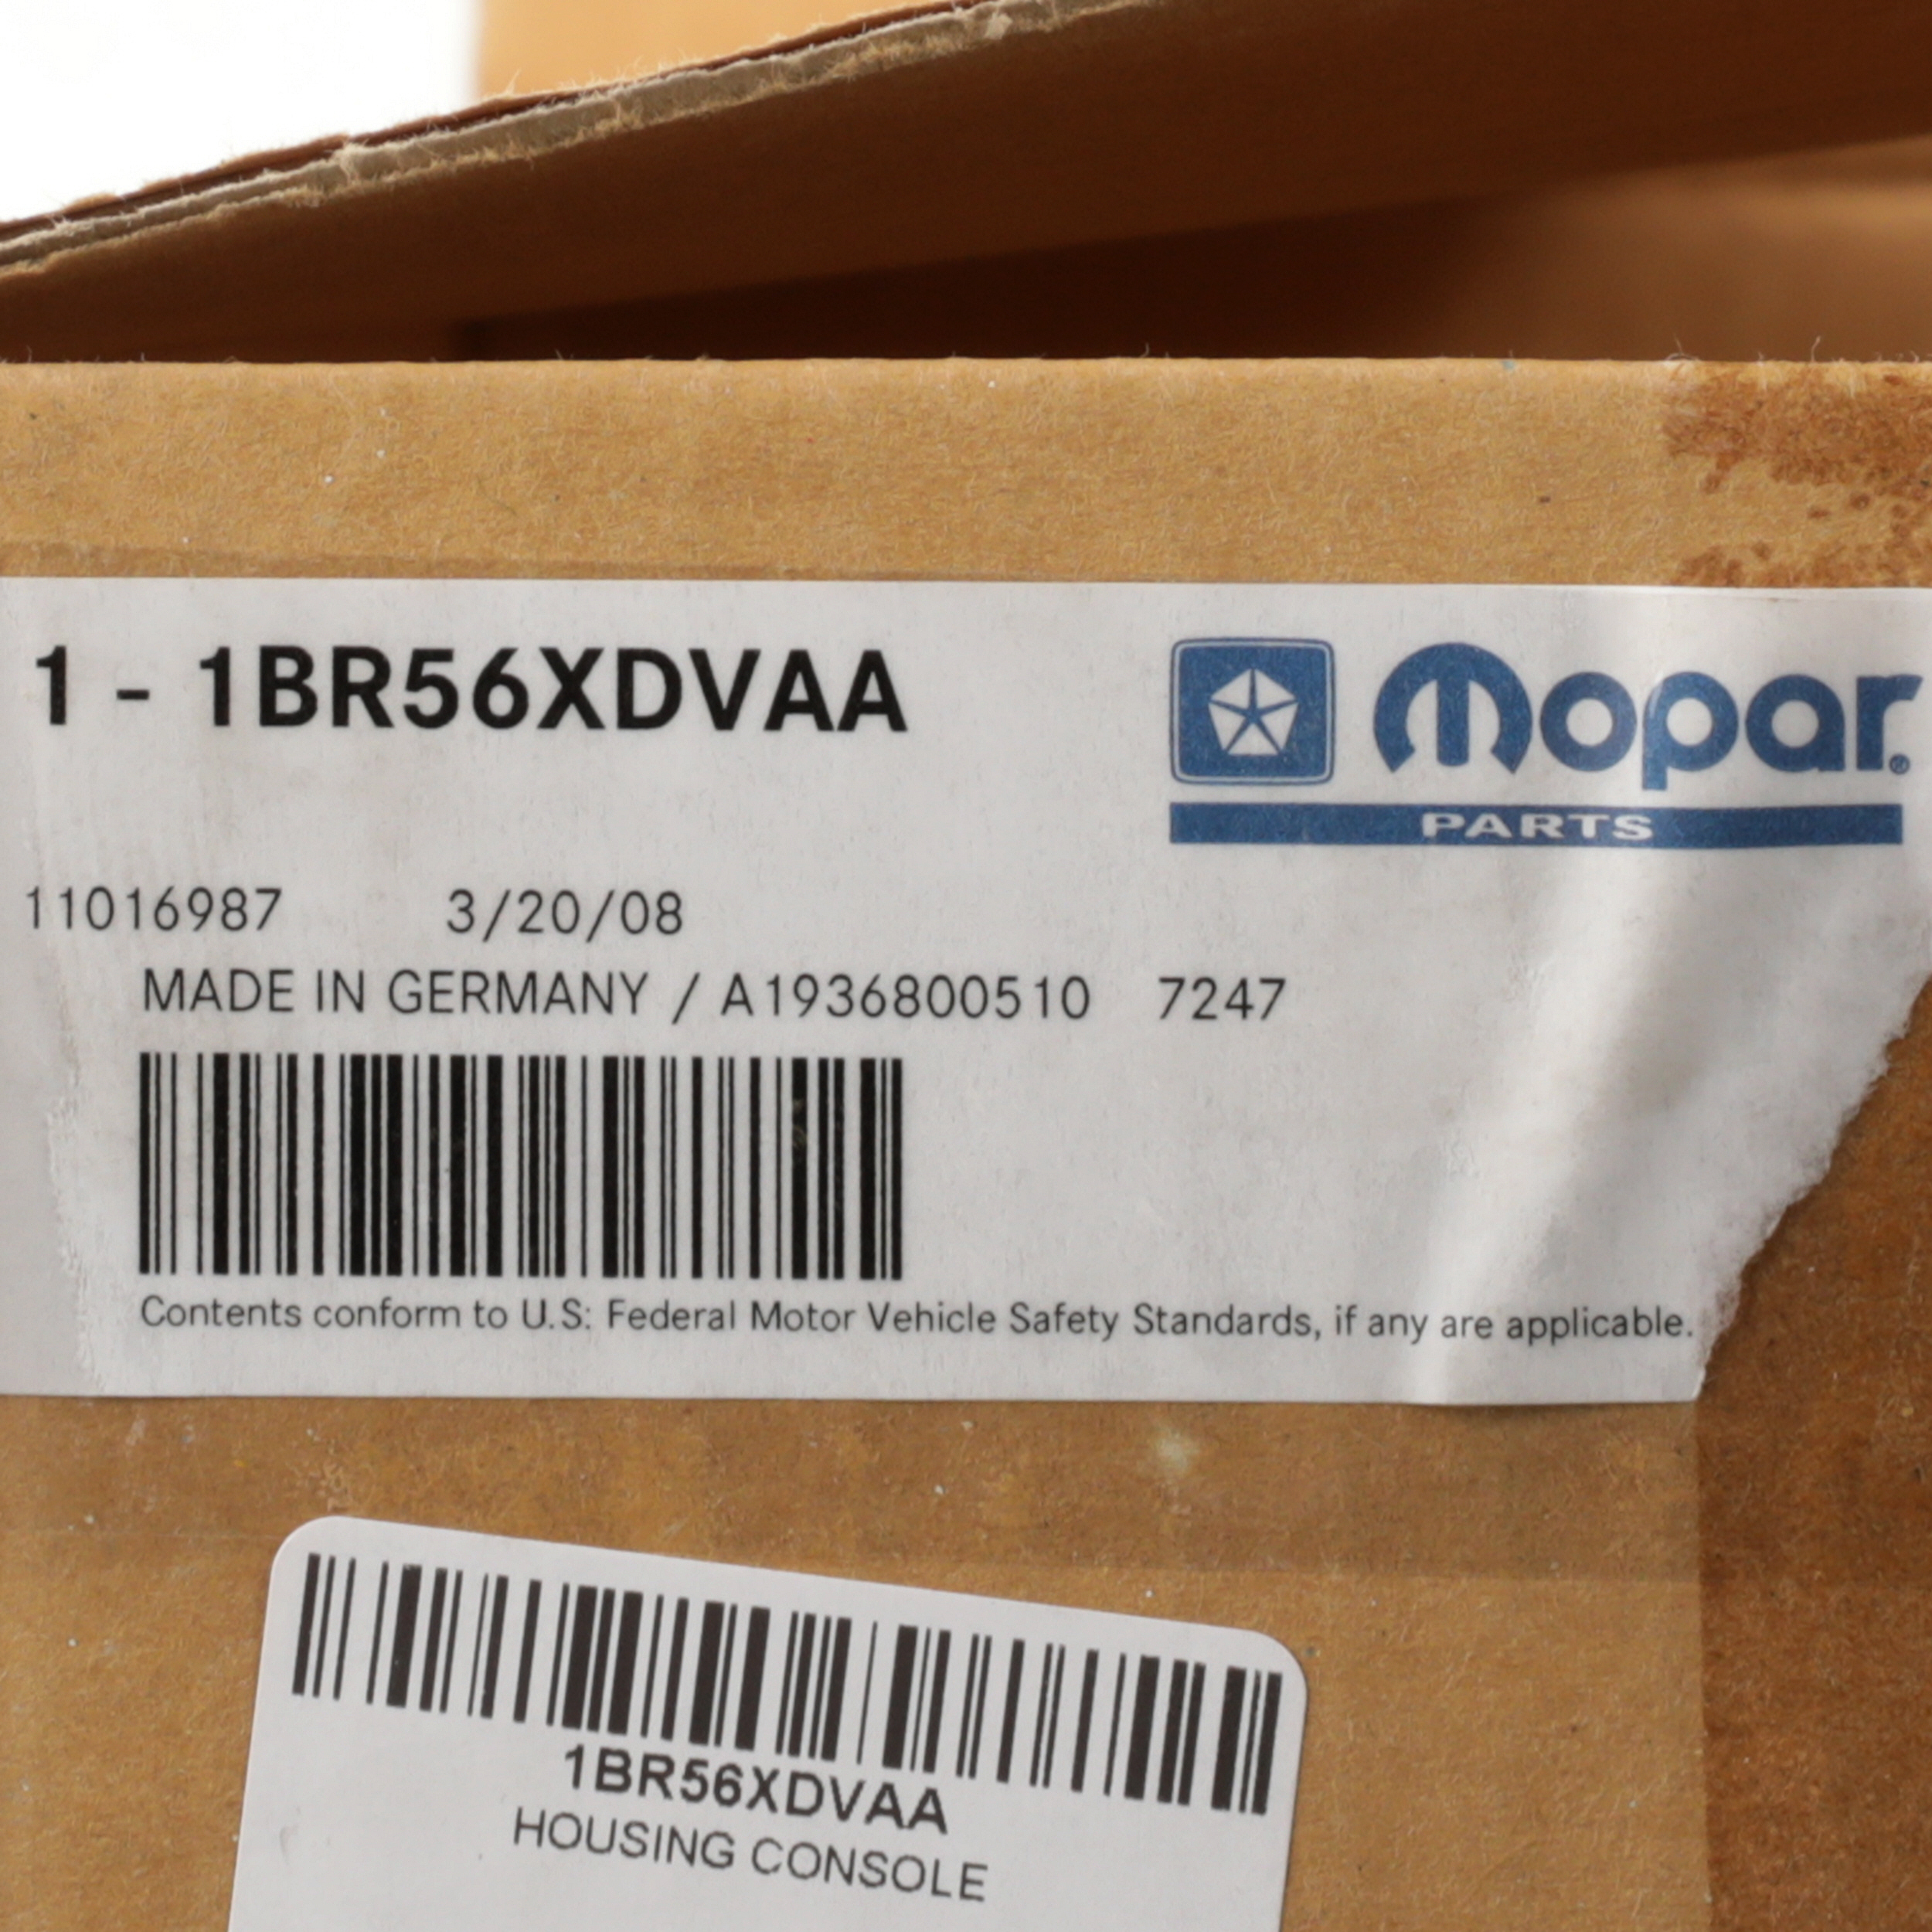 1 - 1BR56XDVAA
Mopar®
PARTS
11016987 3/20/08
MADE IN GERMANY / A1936800510 7247
Contents conform to U.S: Federal Motor Vehicle Safety Standards, if any are applicable.
1BR56XDVAA
HOUSING CONSOLE